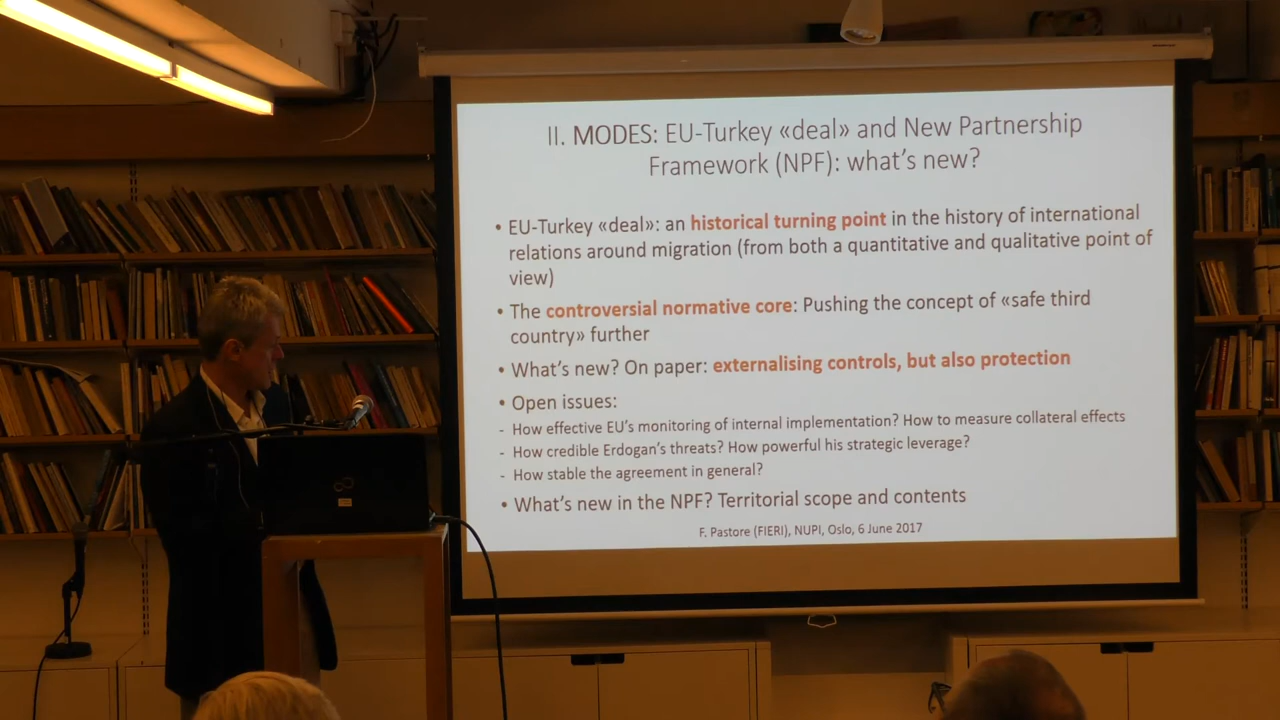 II. MODES: EU-Turkey «deal» and New Partnership
Framework (NPF): what's new?
• EU-Turkey «deal»: an historical turning point in the history of international
relations around migration (from both a quantitative and qualitative point of
view)
• The controversial normative core: Pushing the concept of «safe third
country» further
• What's new? On paper: externalising controls, but also protection
• Open issues:
- How effective EU's monitoring of internal implementation? How to measure collateral effects
- How credible Erdogan's threats? How powerful his strategic leverage?
- How stable the agreement in general?
• What's new in the NPF? Territorial scope and contents
F. Pastore (FIERI), NUPI, Oslo, 6 June 2017